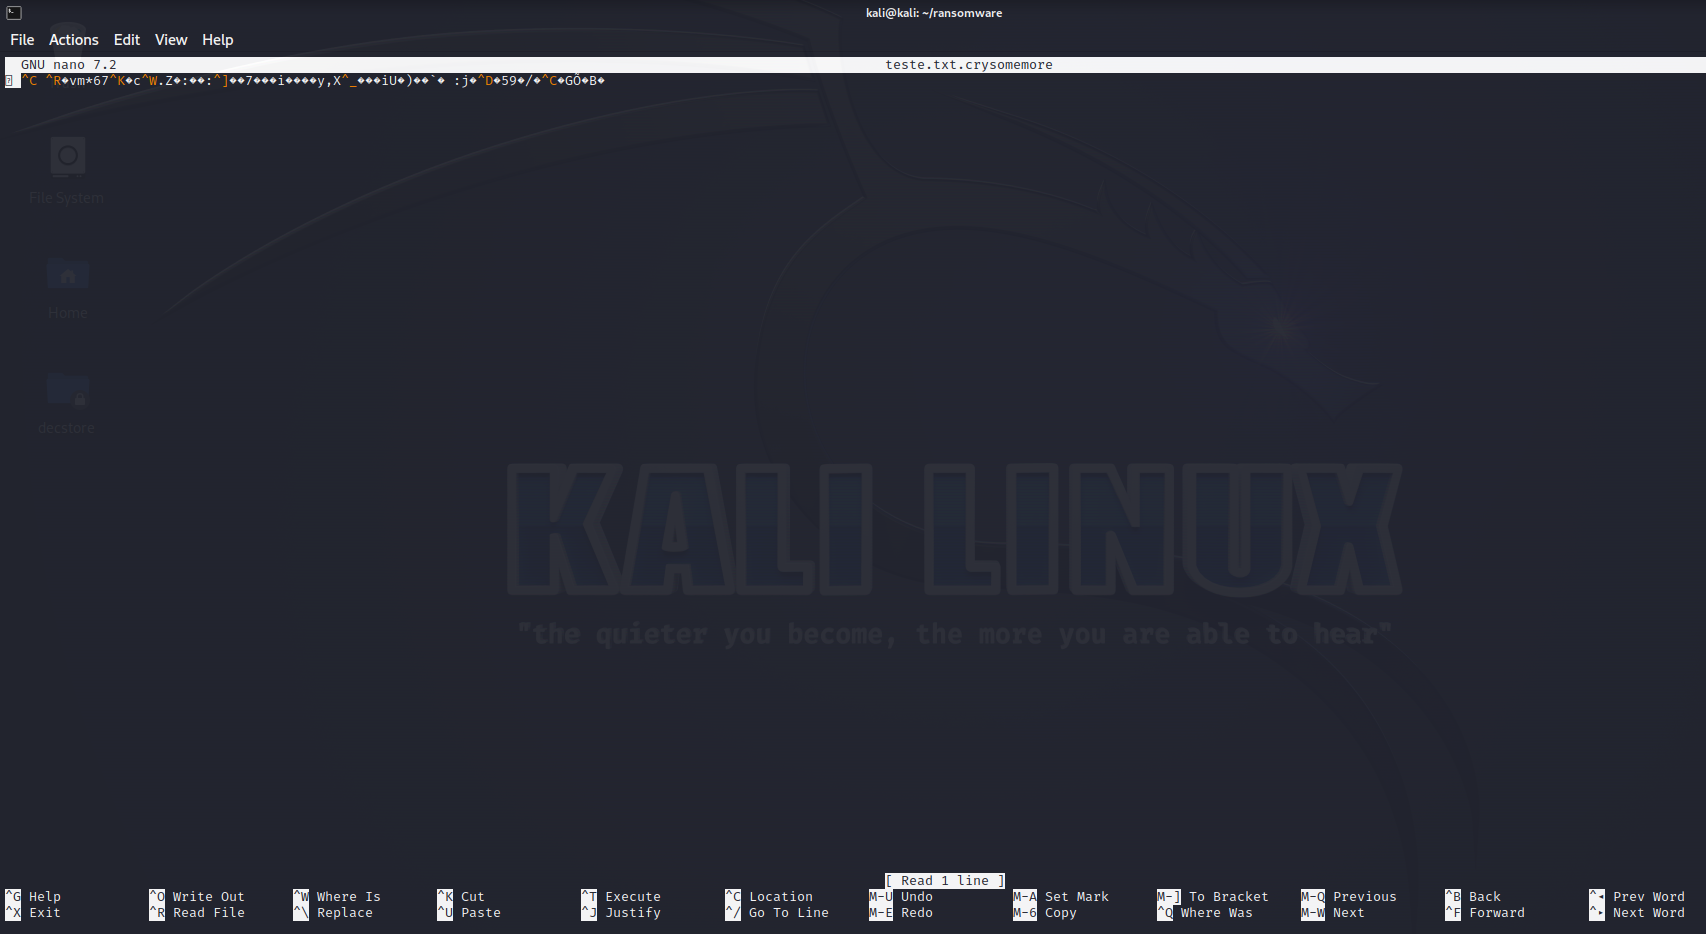 kali@kali: ~/ransomware
File Actions Edit View Help
GNU nano 7.2 teste.txt.crysomemore
^C ^R�vm*67^K�c^W.Z�:��:^]��7���i����y,X^_���iU�)��`� :j�^D�59�/�^C�GÕ�B�
File System
Home
decstore
KALI LINUX
"the quieter you become, the more you are able to hear"
[ Read 1 line ]
^G Help ^O Write Out ^W Where Is ^K Cut ^T Execute ^C Location M-U Undo M-A Set Mark M-] To Bracket M-Q Previous ^B Back ^◂ Prev Word
^X Exit ^R Read File ^\ Replace ^U Paste ^J Justify ^/ Go To Line M-E Redo M-6 Copy ^Q Where Was M-W Next ^F Forward ^▸ Next Word